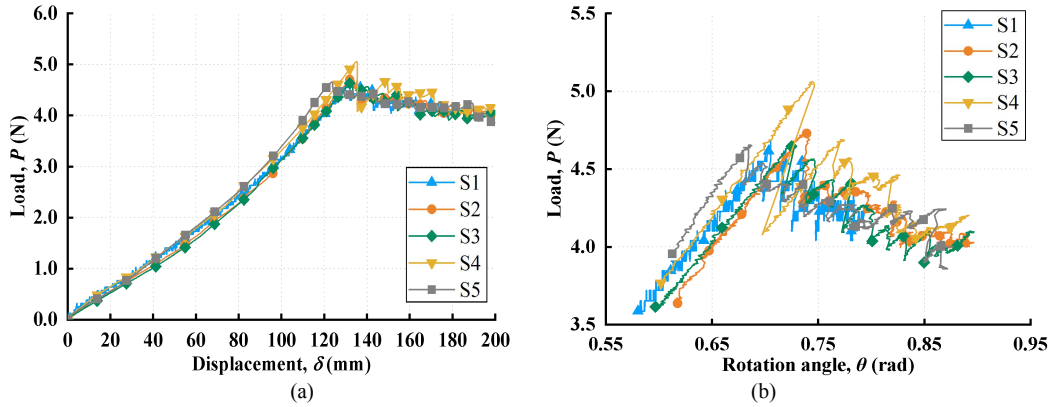 6.0
5.0
4.0
3.0
2.0
1.0
0.0
Load, P (N)
0 20 40 60 80 100 120 140 160 180 200
Displacement, δ (mm)
S1
S2
S3
S4
S5
(a)
5.5
5.0
4.5
4.0
3.5
Load, P (N)
0.55 0.65 0.75 0.85 0.95
Rotation angle, θ (rad)
S1
S2
S3
S4
S5
(b)